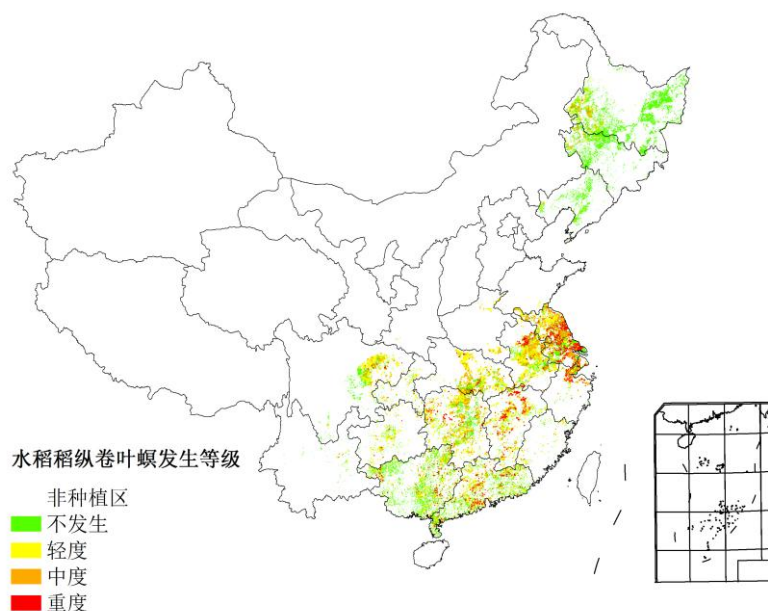 水稻稻纵卷叶螟发生等级
非种植区
不发生
轻度
中度
重度